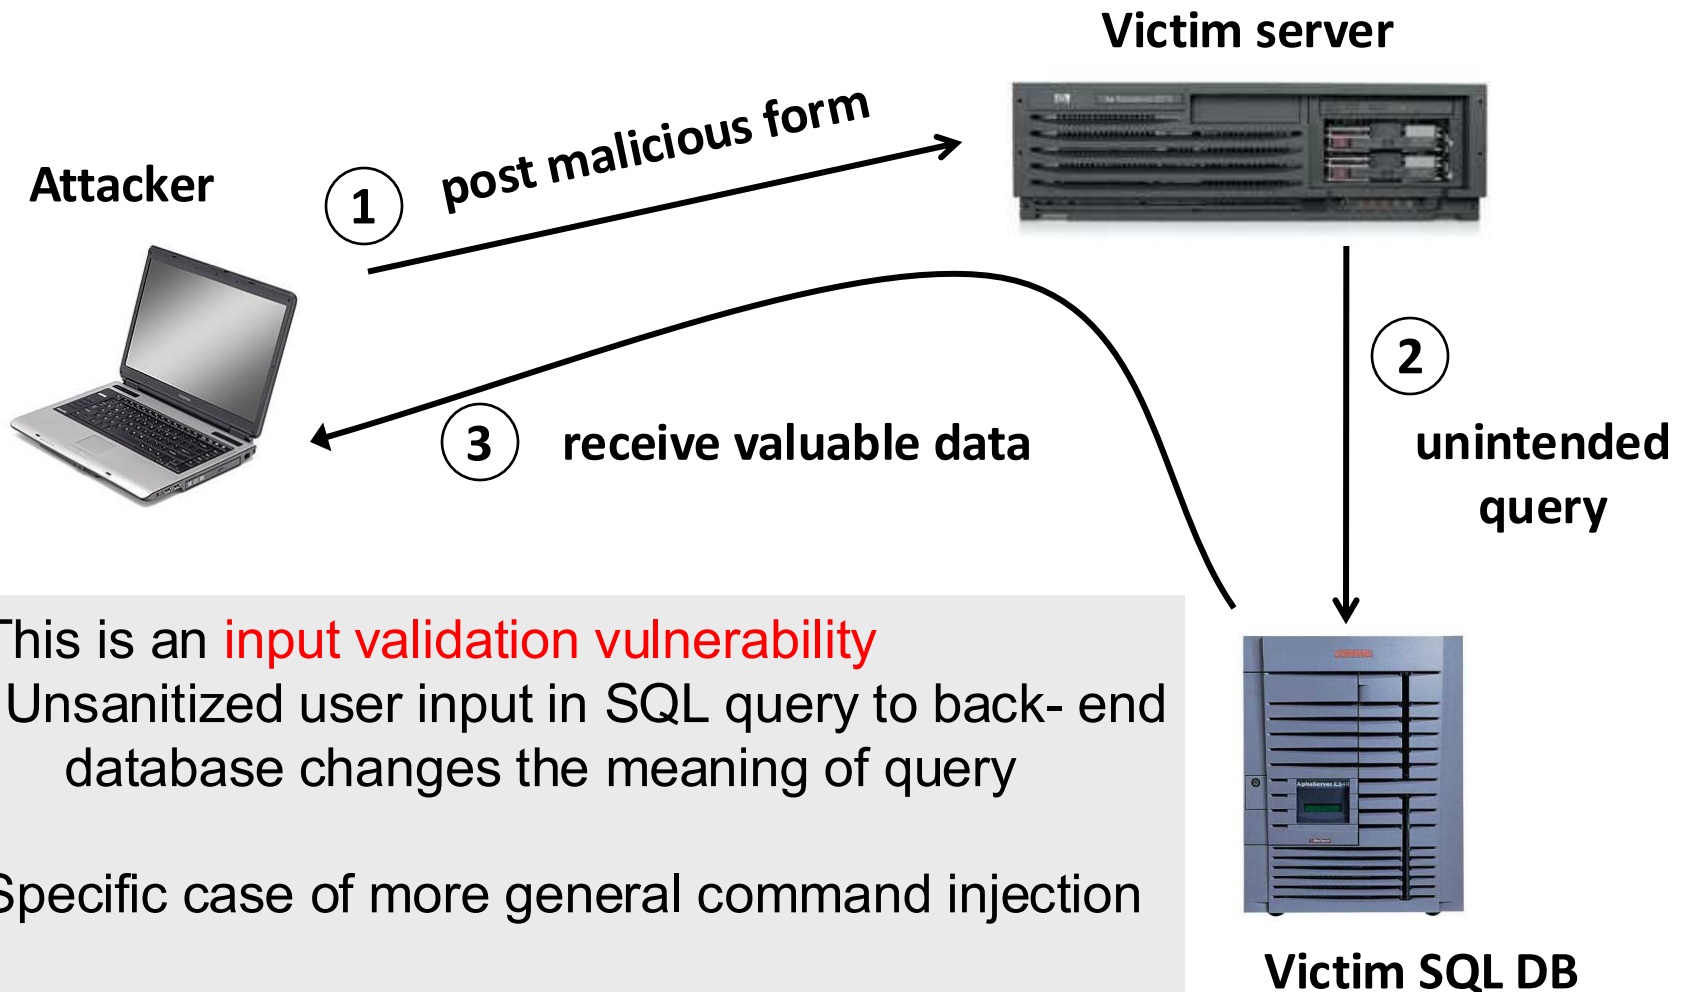 Victim server
Attacker
1
post malicious form
2
unintended
query
3
receive valuable data
This is an input validation vulnerability
Unsanitized user input in SQL query to back- end
database changes the meaning of query
Specific case of more general command injection
Victim SQL DB